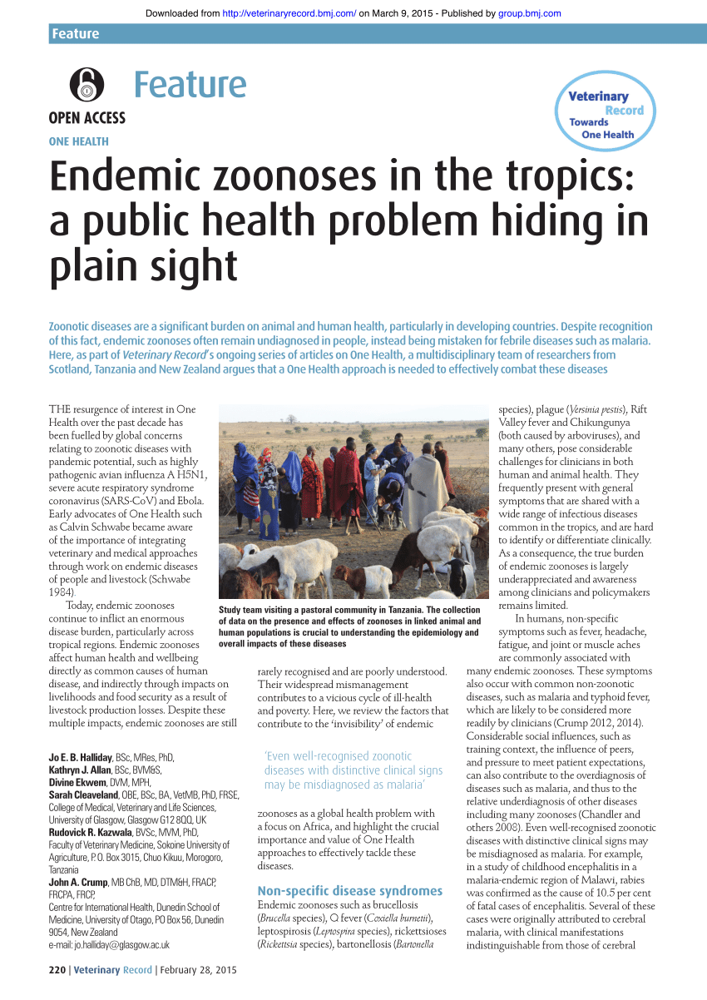 Downloaded from http://veterinaryrecord.bmj.com/ on March 9, 2015 - Published by group.bmj.com
Feature
Feature
OPEN ACCESS
Veterinary
Record
Towards
One Health
ONE HEALTH
Endemic zoonoses in the tropics:
a public health problem hiding in
plain sight
Zoonotic diseases are a significant burden on animal and human health, particularly in developing countries. Despite recognition
of this fact, endemic zoonoses often remain undiagnosed in people, instead being mistaken for febrile diseases such as malaria.
Here, as part of Veterinary Record's ongoing series of articles on One Health, a multidisciplinary team of researchers from
Scotland, Tanzania and New Zealand argues that a One Health approach is needed to effectively combat these diseases
THE resurgence of interest in One
Health over the past decade has
been fuelled by global concerns
relating to zoonotic diseases with
pandemic potential, such as highly
pathogenic avian influenza A H5N1,
severe acute respiratory syndrome
coronavirus (SARS-CoV) and Ebola.
Early advocates of One Health such
as Calvin Schwabe became aware
of the importance of integrating
veterinary and medical approaches
through work on endemic diseases
of people and livestock (Schwabe
1984).
Today, endemic zoonoses
continue to inflict an enormous
disease burden, particularly across
tropical regions. Endemic zoonoses
affect human health and wellbeing
directly as common causes of human
disease, and indirectly through impacts on
livelihoods and food security as a result of
livestock production losses. Despite these
multiple impacts, endemic zoonoses are still
Jo E. B. Halliday, BSc, MRes, PhD,
Kathryn J. Allan, BSc, BVM&S,
Divine Ekwem, DVM, MPH,
Sarah Cleaveland, OBE, BSc, BA, VetMB, PhD, FRSE,
College of Medical, Veterinary and Life Sciences,
University of Glasgow, Glasgow G12 8QQ, UK
Rudovick R. Kazwala, BVSc, MVM, PhD,
Faculty of Veterinary Medicine, Sokoine University of
Agriculture, P. O. Box 3015, Chuo Kikuu, Morogoro,
Tanzania
John A. Crump, MB ChB, MD, DTM&H, FRACP,
FRCPA, FRCP,
Centre for International Health, Dunedin School of
Medicine, University of Otago, PO Box 56, Dunedin
9054, New Zealand
e-mail: jo.halliday@glasgow.ac.uk
Study team visiting a pastoral community in Tanzania. The collection
of data on the presence and effects of zoonoses in linked animal and
human populations is crucial to understanding the epidemiology and
overall impacts of these diseases
rarely recognised and are poorly understood.
Their widespread mismanagement
contributes to a vicious cycle of ill-health
and poverty. Here, we review the factors that
contribute to the 'invisibility' of endemic
'Even well-recognised zoonotic
diseases with distinctive clinical signs
may be misdiagnosed as malaria'
zoonoses as a global health problem with
a focus on Africa, and highlight the crucial
importance and value of One Health
approaches to effectively tackle these
diseases.
Non-specific disease syndromes
Endemic zoonoses such as brucellosis
(Brucella species), Q fever (Coxiella burnetii),
leptospirosis (Leptospira species), rickettsioses
(Rickettsia species), bartonellosis (Bartonella
species), plague (Yersinia pestis), Rift
Valley fever and Chikungunya
(both caused by arboviruses), and
many others, pose considerable
challenges for clinicians in both
human and animal health. They
frequently present with general
symptoms that are shared with a
wide range of infectious diseases
common in the tropics, and are hard
to identify or differentiate clinically.
As a consequence, the true burden
of endemic zoonoses is largely
underappreciated and awareness
among clinicians and policymakers
remains limited.
In humans, non-specific
symptoms such as fever, headache,
fatigue, and joint or muscle aches
are commonly associated with
many endemic zoonoses. These symptoms
also occur with common non-zoonotic
diseases, such as malaria and typhoid fever,
which are likely to be considered more
readily by clinicians (Crump 2012, 2014).
Considerable social influences, such as
training context, the influence of peers,
and pressure to meet patient expectations,
can also contribute to the overdiagnosis of
diseases such as malaria, and thus to the
relative underdiagnosis of other diseases
including many zoonoses (Chandler and
others 2008). Even well-recognised zoonotic
diseases with distinctive clinical signs may
be misdiagnosed as malaria. For example,
in a study of childhood encephalitis in a
malaria-endemic region of Malawi, rabies
was confirmed as the cause of 10.5 per cent
of fatal cases of encephalitis. Several of these
cases were originally attributed to cerebral
malaria, with clinical manifestations
indistinguishable from those of cerebral
220 | Veterinary Record | February 28, 2015